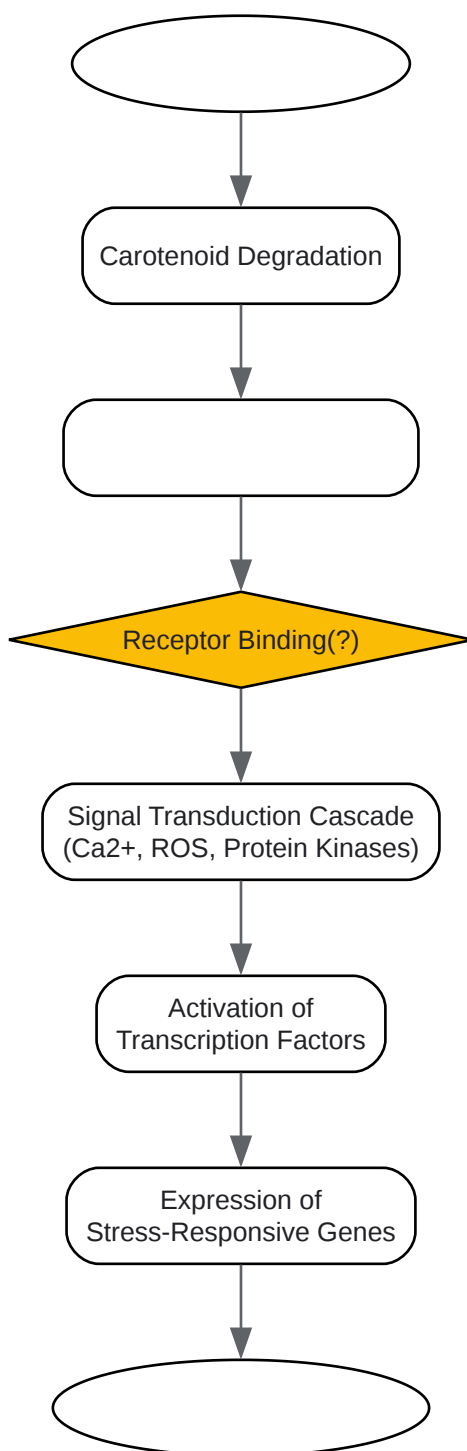 Carotenoid Degradation
Receptor Binding(?)
Signal Transduction Cascade
(Ca2+, ROS, Protein Kinases)
Activation of
Transcription Factors
Expression of
Stress-Responsive Genes